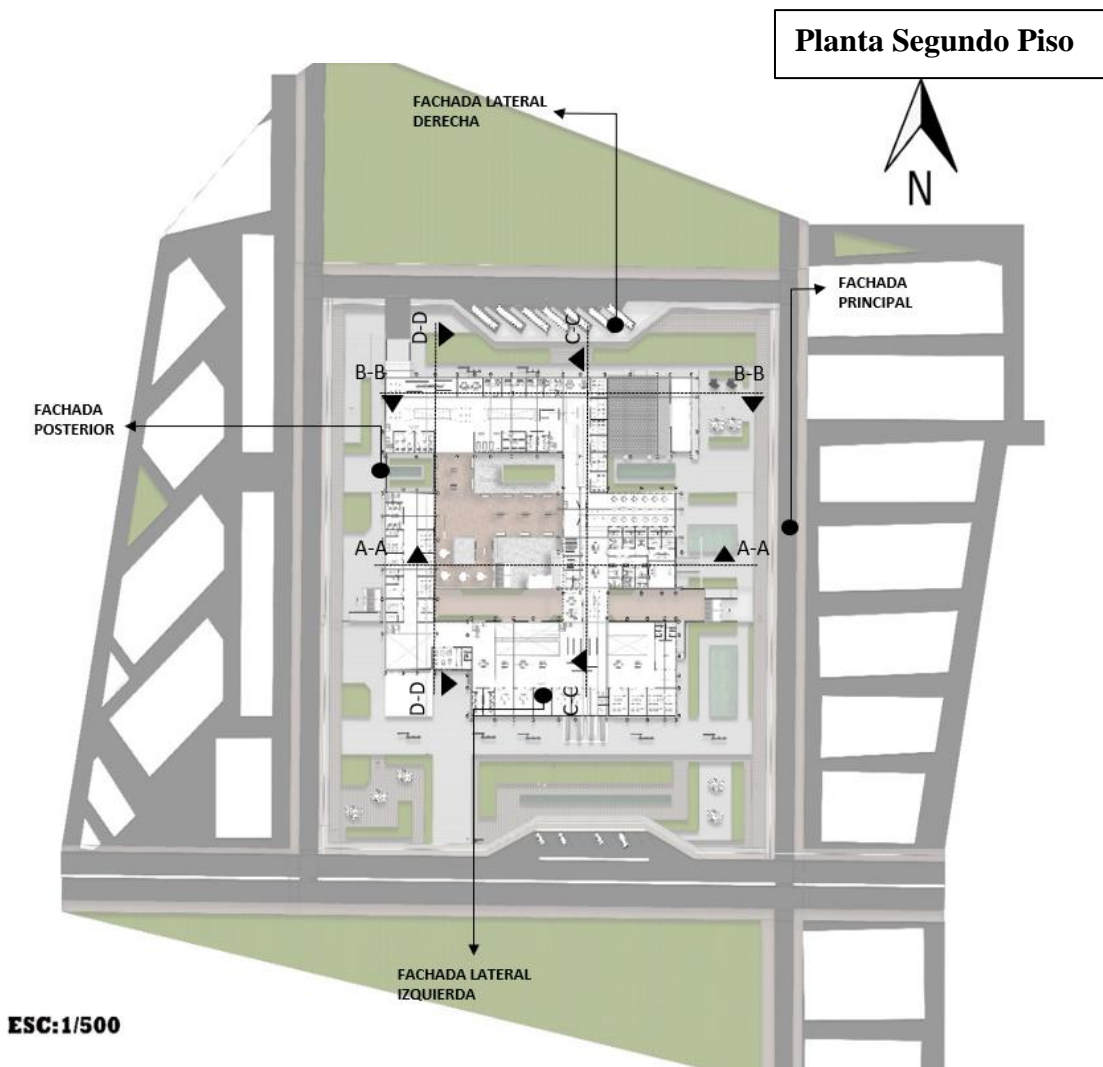 Planta Segundo Piso
N
FACHADA LATERAL
DERECHA
FACHADA
PRINCIPAL
D-D
C-C
B-B
B-B
FACHADA
POSTERIOR
A-A
A-A
D-D
C-C
FACHADA LATERAL
IZQUIERDA
ESC:1/500